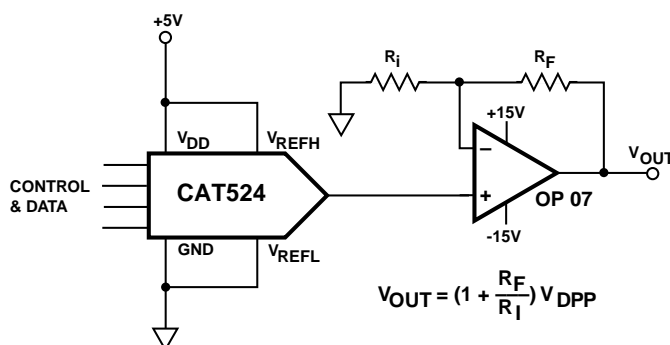 +5V
Ri
RF
+15V
VDD
VREFH
–
VOUT
CONTROL
& DATA
CAT524
+
OP 07
GND
VREFL
-15V
VOUT = (1 + RF/RI) VDPP